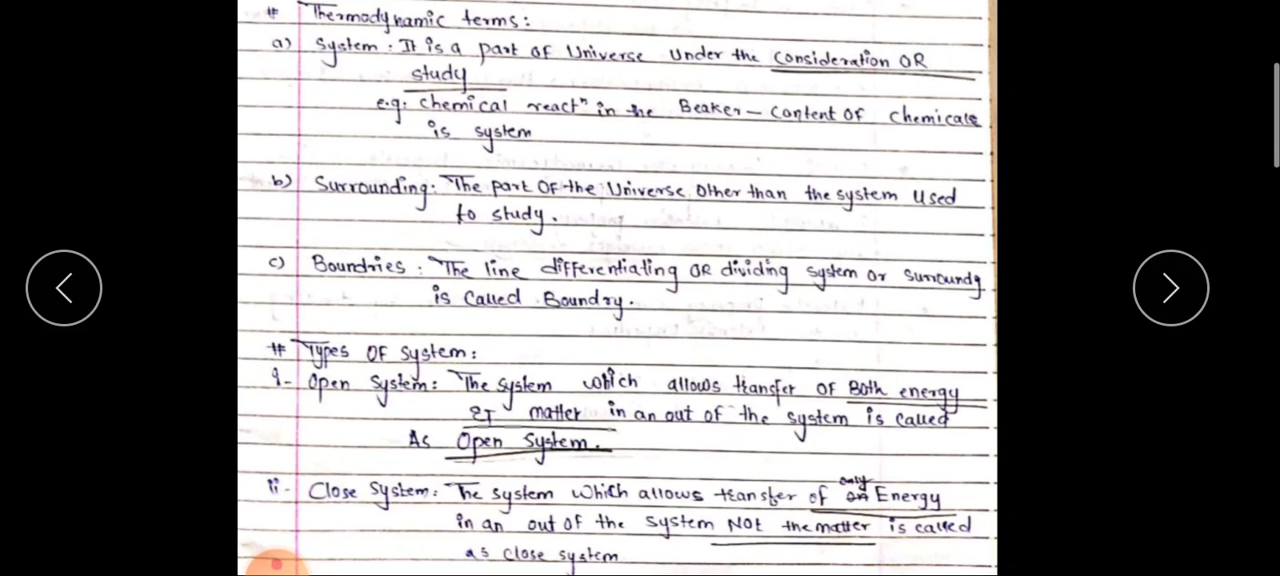 # Thermodynamic terms:
a) System: It is a part of Universe under the consideration OR
study
e.g. chemical reactⁿ in the Beaker - content of chemicals
is system
b) Surrounding: The part of the Universe other than the system used
to study.
c) Boundries: The line differentiating OR dividing system or surroundg
is called Boundry.
# Types of system:
i- Open System: The system which allows transfer of Both energy
& matter in an out of the system is called
As Open System.
ii- Close System: The system which allows transfer of only Energy
in an out of the system NOT the matter is called
as close system